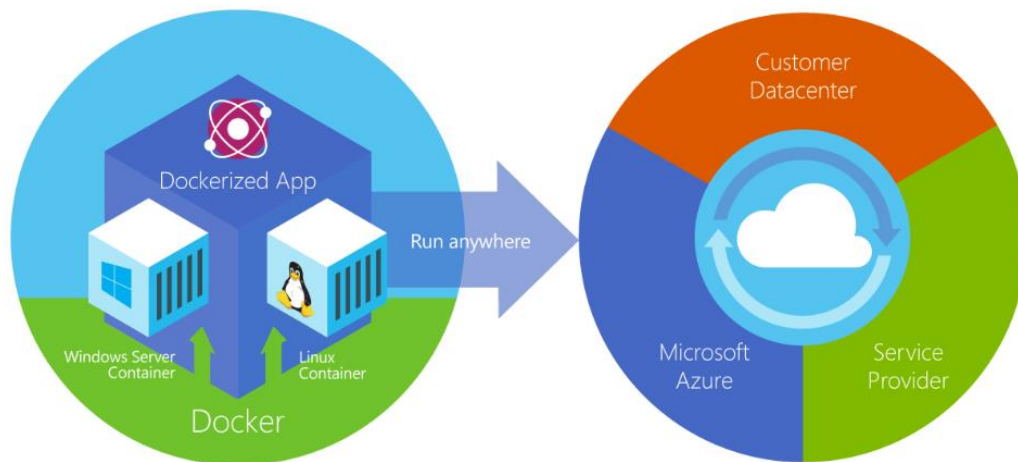 Dockerized App
Windows Server
Container
Linux
Container
Docker
Run anywhere
Customer
Datacenter
Microsoft
Azure
Service
Provider